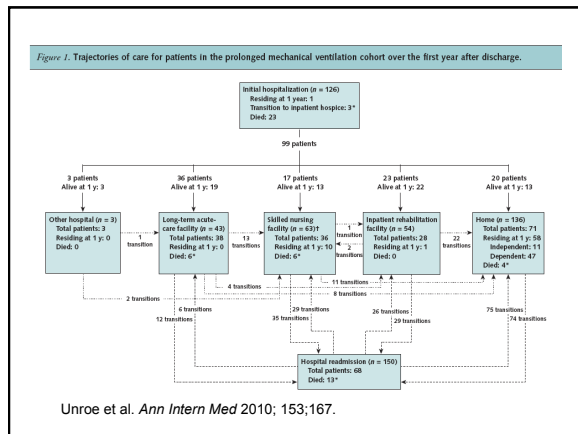 Figure 1. Trajectories of care for patients in the prolonged mechanical ventilation cohort over the first year after discharge.
Initial hospitalization (n = 126)
Residing at 1 year: 1
Transition to inpatient hospice: 3*
Died: 23
99 patients
3 patients
Alive at 1 y: 3
36 patients
Alive at 1 y: 19
17 patients
Alive at 1 y: 13
23 patients
Alive at 1 y: 22
20 patients
Alive at 1 y: 13
Other hospital (n = 3)
Total patients: 3
Residing at 1 y: 0
Died: 0
1
transition
Long-term acute-
care facility (n = 43)
Total patients: 38
Residing at 1 y: 0
Died: 6*
13
transitions
Skilled nursing
facility (n = 63)†
Total patients: 36
Residing at 1 y: 10
Died: 6*
1
transition
2
transitions
Inpatient rehabilitation
facility (n = 54)
Total patients: 28
Residing at 1 y: 1
Died: 0
22
transitions
Home (n = 136)
Total patients: 71
Residing at 1 y: 58
Independent: 11
Dependent: 47
Died: 4*
11 transitions
4 transitions
8 transitions
2 transitions
6 transitions
12 transitions
29 transitions
35 transitions
26 transitions
29 transitions
75 transitions
74 transitions
Hospital readmission (n = 150)
Total patients: 68
Died: 13*
Unroe et al. Ann Intern Med 2010; 153;167.